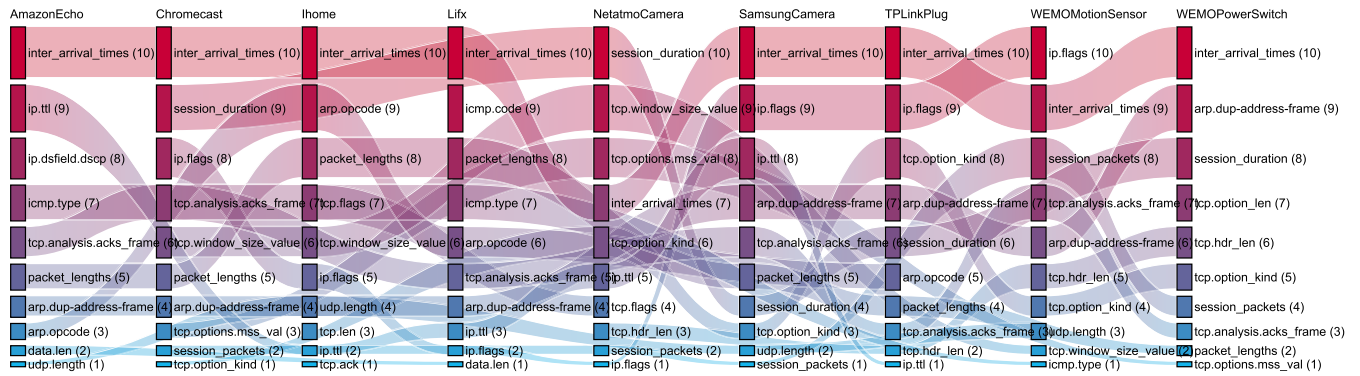 AmazonEcho Chromecast Ihome Lifx NetatmoCamera SamsungCamera TPLinkPlug WEMOMotionSensor WEMOPowerSwitch
inter_arrival_times (10) inter_arrival_times (10) inter_arrival_times (10) inter_arrival_times (10) session_duration (10) inter_arrival_times (10) inter_arrival_times (10) ip.flags (10) inter_arrival_times (10)
ip.ttl (9) session_duration (9) arp.opcode (9) icmp.code (9) tcp.window_size_value (9) ip.flags (9) ip.flags (9) inter_arrival_times (9) arp.dup-address-frame (9)
ip.dsfield.dscp (8) ip.flags (8) packet_lengths (8) packet_lengths (8) tcp.options.mss_val (8) ip.ttl (8) tcp.option_kind (8) session_packets (8) session_duration (8)
icmp.type (7) tcp.analysis.acks_frame (7) tcp.flags (7) icmp.type (7) inter_arrival_times (7) arp.dup-address-frame (7) arp.dup-address-frame (7) tcp.analysis.acks_frame (7) tcp.option_len (7)
tcp.analysis.acks_frame (6) tcp.window_size_value (6) tcp.window_size_value (6) arp.opcode (6) tcp.option_kind (6) tcp.analysis.acks_frame (6) session_duration (6) arp.dup-address-frame (6) tcp.hdr_len (6)
packet_lengths (5) packet_lengths (5) ip.flags (5) tcp.analysis.acks_frame (5) ip.ttl (5) packet_lengths (5) arp.opcode (5) tcp.hdr_len (5) tcp.option_kind (5)
arp.dup-address-frame (4) arp.dup-address-frame (4) udp.length (4) arp.dup-address-frame (4) tcp.flags (4) session_duration (4) packet_lengths (4) tcp.option_kind (4) session_packets (4)
arp.opcode (3) tcp.options.mss_val (3) tcp.len (3) ip.ttl (3) tcp.hdr_len (3) tcp.option_kind (3) tcp.analysis.acks_frame (3) udp.length (3) tcp.analysis.acks_frame (3)
data.len (2) session_packets (2) ip.ttl (2) ip.flags (2) session_packets (2) udp.length (2) tcp.hdr_len (2) tcp.window_size_value (2) packet_lengths (2)
udp.length (1) tcp.option_kind (1) tcp.ack (1) data.len (1) ip.flags (1) session_packets (1) ip.ttl (1) icmp.type (1) tcp.options.mss_val (1)